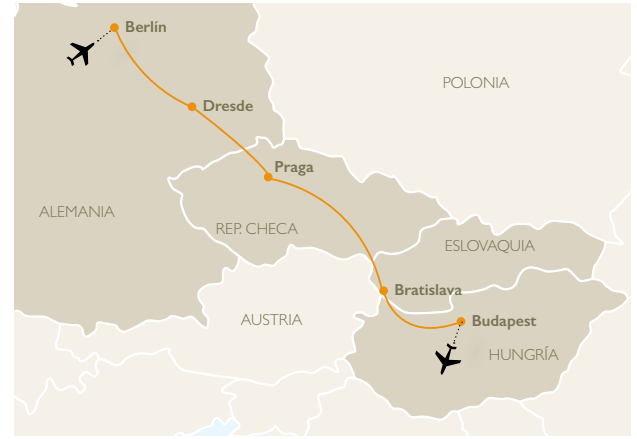 Berlín
POLONIA
Dresde
Praga
ALEMANIA
REP. CHECA
ESLOVAQUIA
Bratislava
AUSTRIA
Budapest
HUNGRÍA